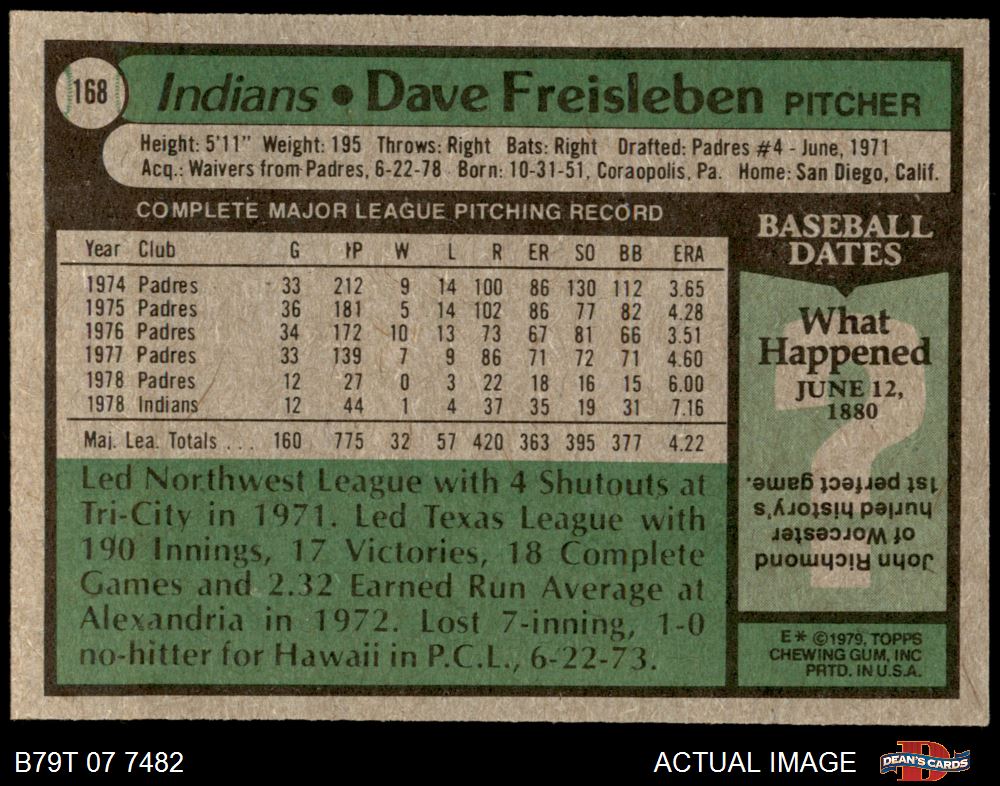 168
Indians • Dave Freisleben PITCHER
Height: 5'11" Weight: 195 Throws: Right Bats: Right Drafted: Padres #4 - June, 1971
Acq.: Waivers from Padres, 6-22-78 Born: 10-31-51, Coraopolis, Pa. Home: San Diego, Calif.
COMPLETE MAJOR LEAGUE PITCHING RECORD
Year Club G IP W L R ER SO BB ERA
1974 Padres 33 212 9 14 100 86 130 112 3.65
1975 Padres 36 181 5 14 102 86 77 82 4.28
1976 Padres 34 172 10 13 73 67 81 66 3.51
1977 Padres 33 139 7 9 86 71 72 71 4.60
1978 Padres 12 27 0 3 22 18 16 15 6.00
1978 Indians 12 44 1 4 37 35 19 31 7.16
Maj. Lea. Totals . . . 160 775 32 57 420 363 395 377 4.22
Led Northwest League with 4 Shutouts at
Tri-City in 1971. Led Texas League with
190 Innings, 17 Victories, 18 Complete
Games and 2.32 Earned Run Average at
Alexandria in 1972. Lost 7-inning, 1-0
no-hitter for Hawaii in P.C.L., 6-22-73.
BASEBALL
DATES
What
Happened
JUNE 12,
1880
?
John Richmond
of Worcester
hurled history's
1st perfect game.
E* ©1979, TOPPS
CHEWING GUM, INC
PRTD. IN U.S.A.
B79T 07 7482
ACTUAL IMAGE
D
DEAN'S CARDS